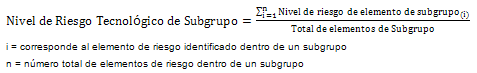 Nivel de Riesgo Tecnológico de Subgrupo = Σⁿᵢ₌₁ Nivel de riesgo de elemento de subgrupo₍ᵢ₎ / Total de elementos de Subgrupo
i = corresponde al elemento de riesgo identificado dentro de un subgrupo
n = número total de elementos de riesgo dentro de un subgrupo